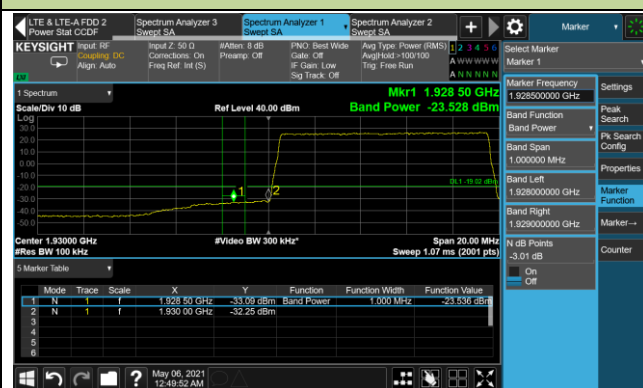 LTE & LTE-A FDD 2
Power Stat CCDF
Spectrum Analyzer 3
Swept SA
Spectrum Analyzer 1
Swept SA
Spectrum Analyzer 2
Swept SA
Marker
KEYSIGHT
Input: RF
Coupling: DC
Align: Auto
Input Z: 50 Ω
Corrections: On
Freq Ref: Int (S)
#Atten: 8 dB
Preamp: Off
PNO: Best Wide
Gate: Off
IF Gain: Low
Sig Track: Off
Avg Type: Power (RMS)
Avg|Hold:>100/100
Trig: Free Run
1 2 3 4 5 6
A W W W W W
A N N N N N
Select Marker
Marker 1
Marker Frequency
1.928500000 GHz
Band Function
Band Power
Band Span
1.000000 MHz
Band Left
1.928000000 GHz
Band Right
1.929000000 GHz
N dB Points
-3.01 dB
On
Off
Settings
Peak
Search
Pk Search
Config
Properties
Marker
Function
Marker→
Counter
1 Spectrum
Scale/Div 10 dB
Ref Level 40.00 dBm
Mkr1 1.928 50 GHz
Band Power -23.528 dBm
Log
30.0
20.0
10.0
0.00
-10.0
-20.0
-30.0
-40.0
-50.0
1
2
DL1 -19.02 dBm
Center 1.93000 GHz
#Res BW 100 kHz
#Video BW 300 kHz*
Span 20.00 MHz
Sweep 1.07 ms (2001 pts)
5 Marker Table
Mode Trace Scale X Y Function Function Width Function Value
1 N 1 f 1.928 50 GHz -33.09 dBm Band Power 1.000 MHz -23.536 dBm
2 N 1 f 1.930 00 GHz -32.25 dBm
3
4
5
6
?
May 06, 2021
12:49:52 AM